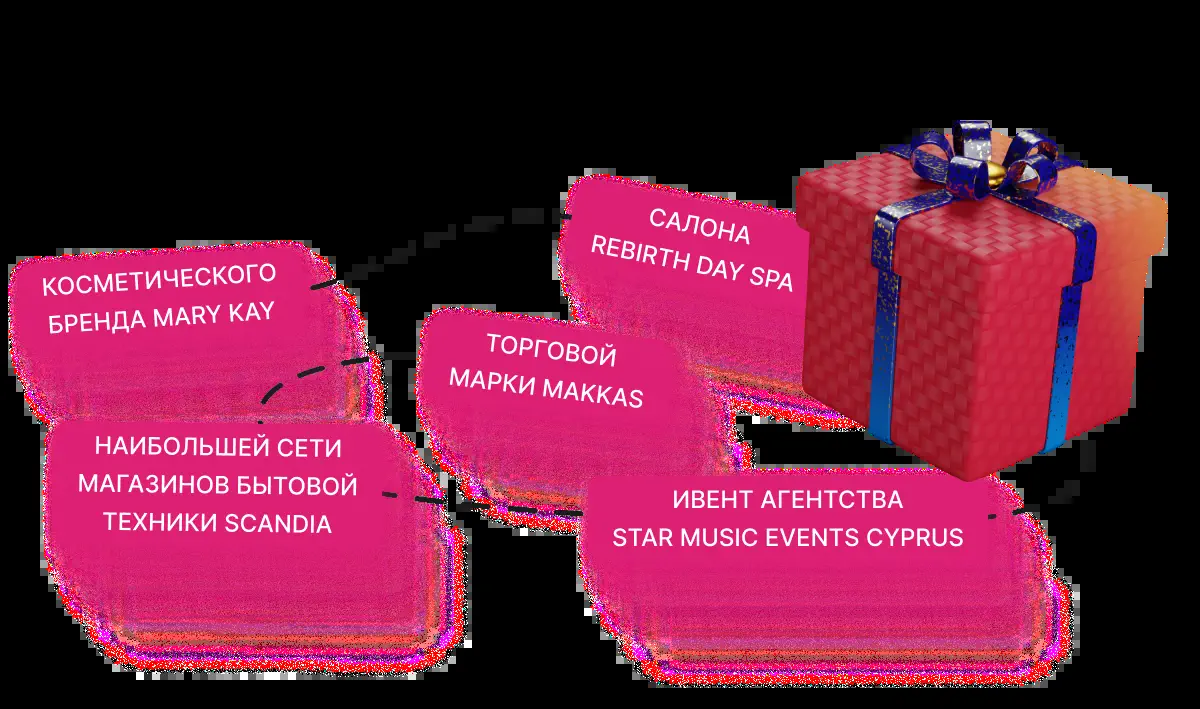 САЛОНА
REBIRTH DAY SPA
КОСМЕТИЧЕСКОГО
БРЕНДА MARY KAY
ТОРГОВОЙ
МАРКИ MAKKAS
НАИБОЛЬШЕЙ СЕТИ
МАГАЗИНОВ БЫТОВОЙ
ТЕХНИКИ SCANDIA
ИВЕНТ АГЕНТСТВА
STAR MUSIC EVENTS CYPRUS